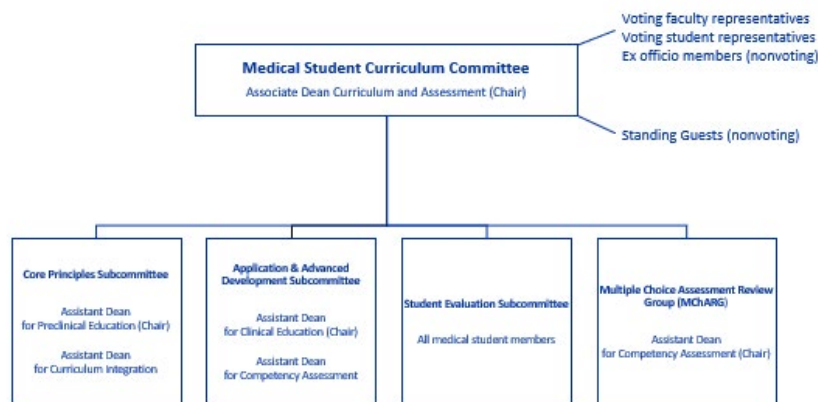 Voting faculty representatives
Voting student representatives
Ex officio members (nonvoting)
Medical Student Curriculum Committee
Associate Dean Curriculum and Assessment (Chair)
Standing Guests (nonvoting)
Core Principles Subcommittee
Assistant Dean
for Preclinical Education (Chair)
Assistant Dean
for Curriculum Integration
Application & Advanced
Development Subcommittee
Assistant Dean
for Clinical Education (Chair)
Assistant Dean
for Competency Assessment
Student Evaluation Subcommittee
All medical student members
Multiple Choice Assessment Review
Group (MChARG)
Assistant Dean
for Competency Assessment (Chair)